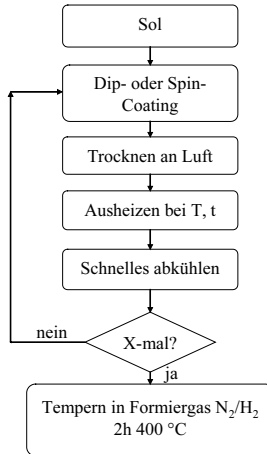 Sol
Dip- oder Spin-
Coating
Trocknen an Luft
Ausheizen bei T, t
Schnelles abkühlen
nein
X-mal?
ja
Tempern in Formiergas N₂/H₂
2h 400 °C